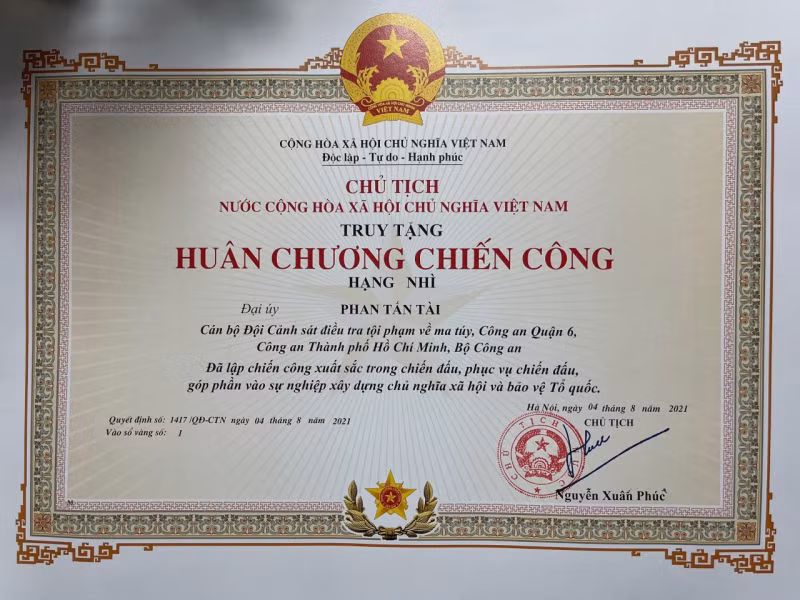 VIỆT NAM
CỘNG HÒA XÃ HỘI CHỦ NGHĨA VIỆT NAM
Độc lập - Tự do - Hạnh phúc
CHỦ TỊCH
NƯỚC CỘNG HÒA XÃ HỘI CHỦ NGHĨA VIỆT NAM
TRUY TẶNG
HUÂN CHƯƠNG CHIẾN CÔNG
HẠNG NHÌ
Đại úy PHAN TẤN TÀI
Cán bộ Đội Cảnh sát điều tra tội phạm về ma túy, Công an Quận 6,
Công an Thành phố Hồ Chí Minh, Bộ Công an
Đã lập chiến công xuất sắc trong chiến đấu, phục vụ chiến đấu,
góp phần vào sự nghiệp xây dựng chủ nghĩa xã hội và bảo vệ Tổ quốc.
Hà Nội, ngày 04 tháng 8 năm 2021
Quyết định số: 1417 /QĐ-CTN ngày 04 tháng 8 năm 2021
Vào sổ vàng số: 1
CHỦ TỊCH
CHỦ TỊCH NƯỚC
Nguyễn Xuân Phúc
M